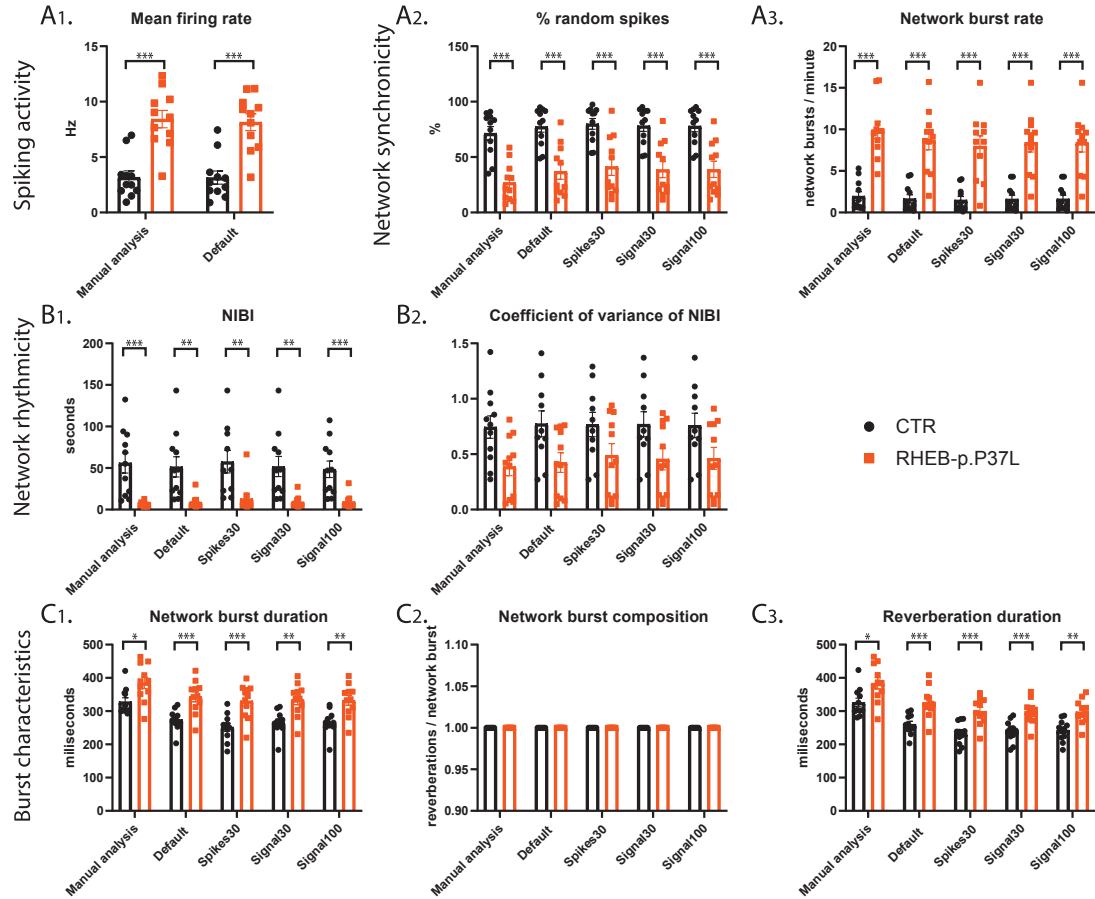 A1.
Mean firing rate
Spiking activity
Hz
15
10
5
0
***
***
Manual analysis
Default
A2.
% random spikes
Network synchronicity
%
150
100
50
0
***
***
***
***
***
Manual analysis
Default
Spikes30
Signal30
Signal100
A3.
Network burst rate
network bursts / minute
20
15
10
5
0
***
***
***
***
***
Manual analysis
Default
Spikes30
Signal30
Signal100
B1.
NIBI
Network rhythmicity
seconds
200
150
100
50
0
***
**
**
**
***
Manual analysis
Default
Spikes30
Signal30
Signal100
B2.
Coefficient of variance of NIBI
1.5
1.0
0.5
0.0
Manual analysis
Default
Spikes30
Signal30
Signal100
CTR
RHEB-p.P37L
C1.
Network burst duration
Burst characteristics
miliseconds
500
400
300
200
100
0
*
***
***
**
**
Manual analysis
Default
Spikes30
Signal30
Signal100
C2.
Network burst composition
reverberations / network burst
1.10
1.05
1.00
0.95
0.90
Manual analysis
Default
Spikes30
Signal30
Signal100
C3.
Reverberation duration
miliseconds
500
400
300
200
100
0
*
***
***
***
**
Manual analysis
Default
Spikes30
Signal30
Signal100